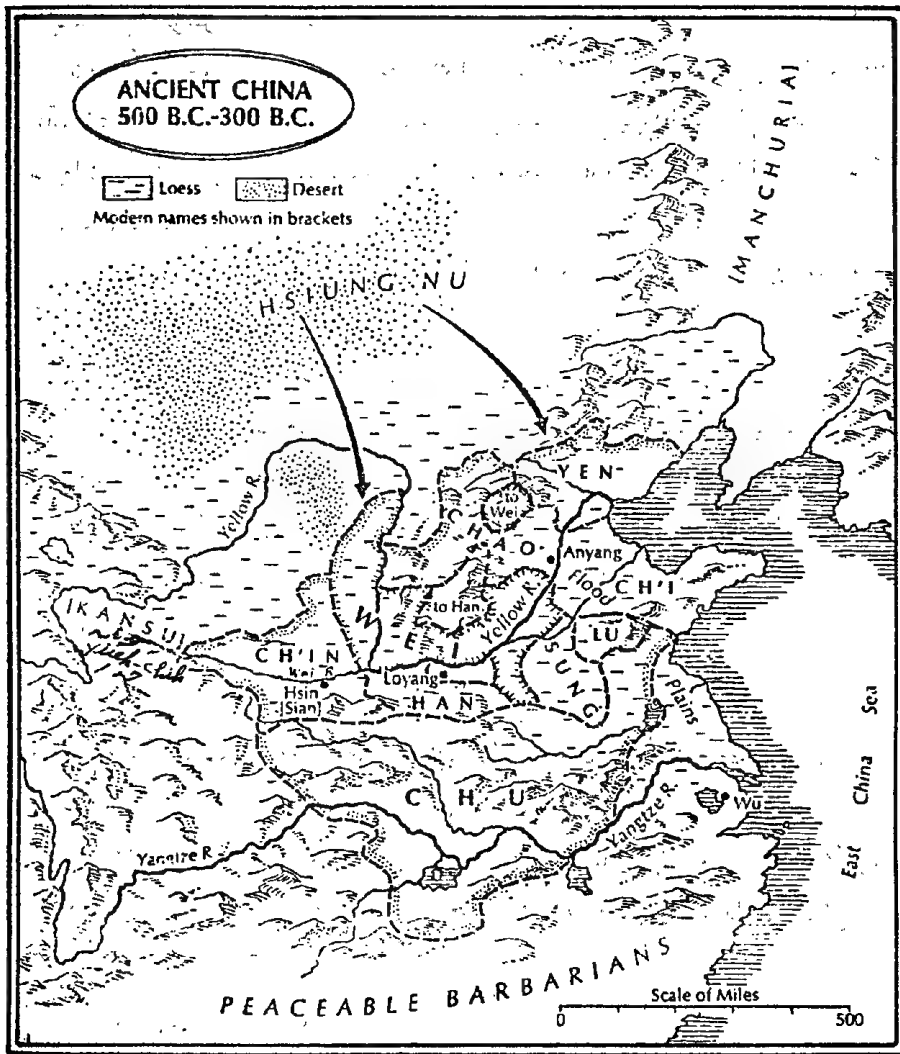 ANCIENT CHINA
500 B.C.-300 B.C.
Loess
Desert
Modern names shown in brackets
[MANCHURIA]
HSIUNG NU
Yellow R.
YEN
to
Wei
CHAO
Anyang
Flood
CH'I
Yellow R.
to Han
WEI
LU
SUNG
[KANSU]
CH'IN
Wei R.
Hsin
[Sian]
Loyang
HAN
Plains
CHU
Wu
Yangtze R.
Yangtze R.
East China Sea
PEACEABLE BARBARIANS
Scale of Miles
0 500